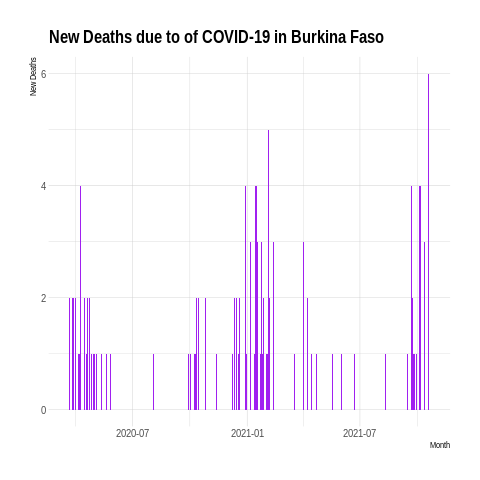 New Deaths due to of COVID-19 in Burkina Faso
New Deaths
6
4
2
0
2020-07 2021-01 2021-07
Month